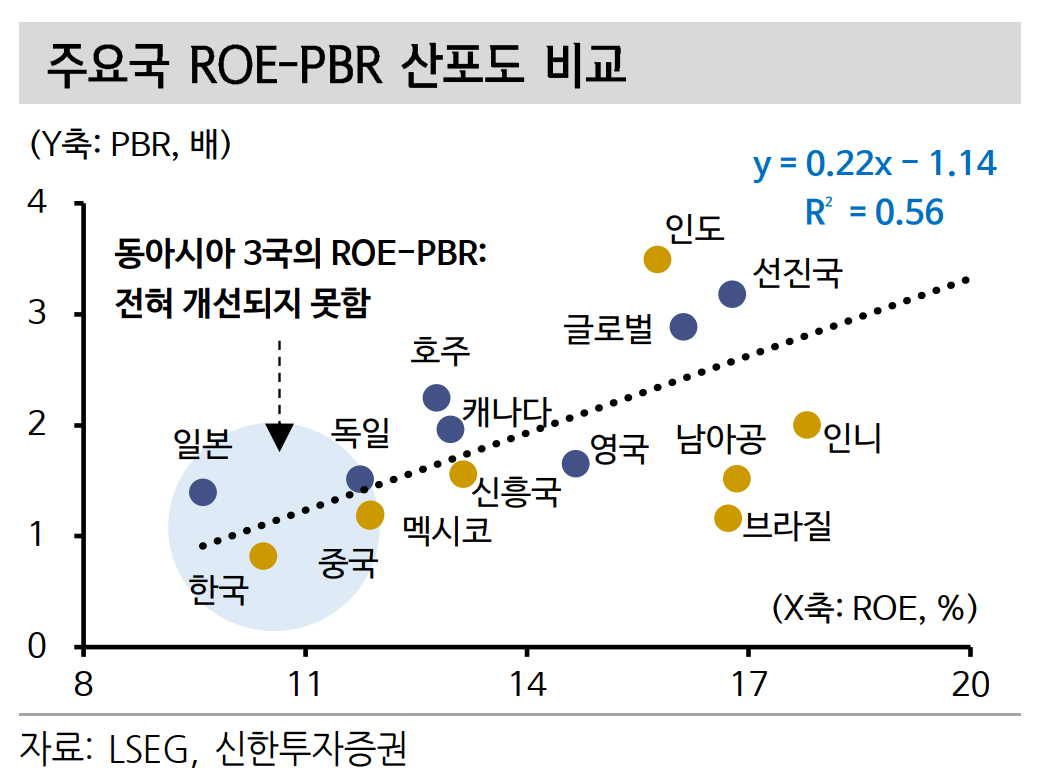 주요국 ROE-PBR 산포도 비교
(Y축: PBR, 배)
y = 0.22x - 1.14
R² = 0.56
4
3
2
1
0
동아시아 3국의 ROE-PBR:
전혀 개선되지 못함
인도
선진국
글로벌
호주
캐나다
일본
독일
영국
남아공
인니
신흥국
멕시코
브라질
중국
한국
(X축: ROE, %)
8 11 14 17 20
자료: LSEG, 신한투자증권